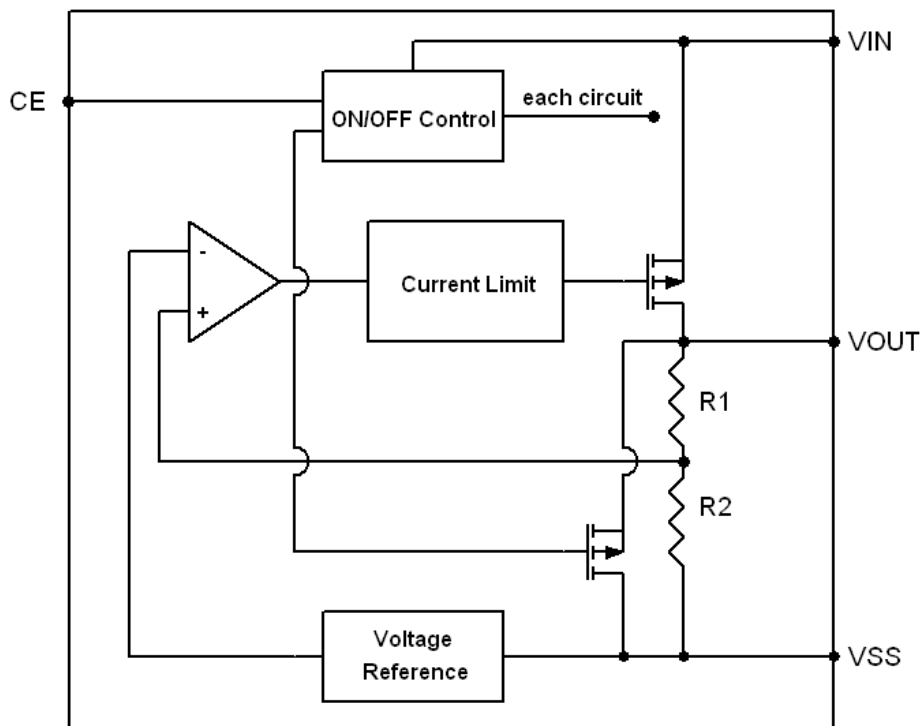 VIN
CE
ON/OFF Control
each circuit
-
+
Current Limit
VOUT
R1
R2
Voltage
Reference
VSS